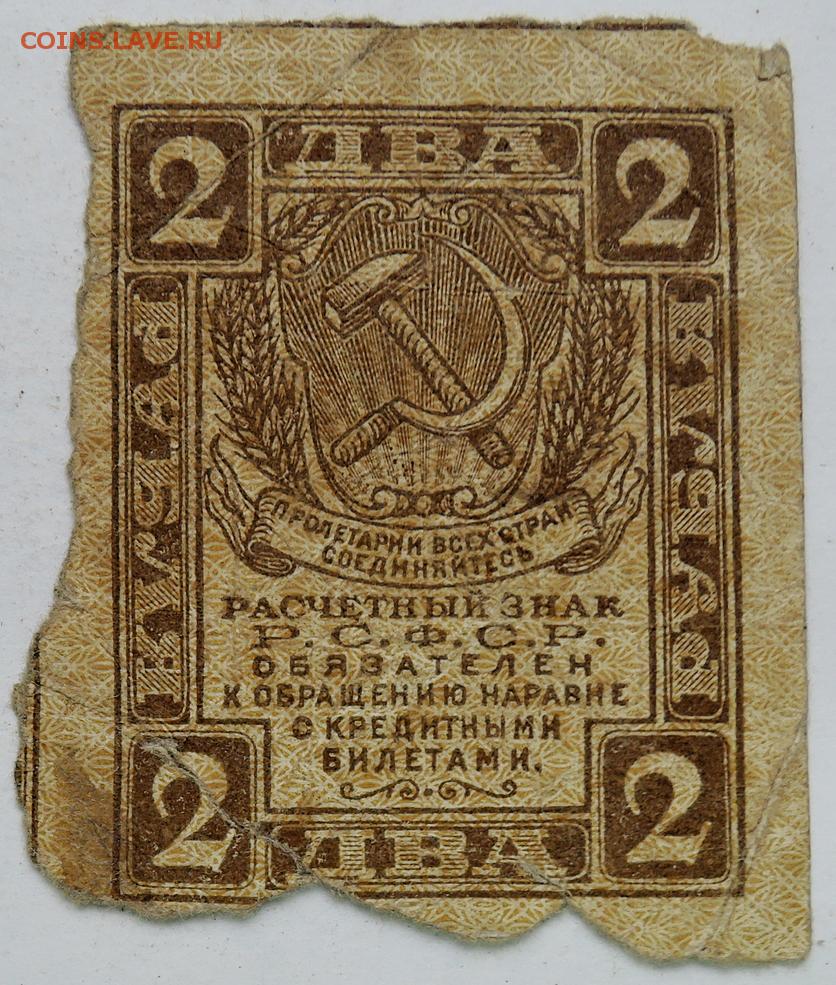 COINS.LAVE.RU
2 ДВА 2
РУБЛЯ
РУБЛЯ
ПРОЛЕТАРИИ ВСЕХ СТРАН
СОЕДИНЯЙТЕСЬ
РАСЧЕТНЫЙ ЗНАК
Р.С.Ф.С.Р.
ОБЯЗАТЕЛЕН
К ОБРАЩЕНИЮ НАРАВНЕ
С КРЕДИТНЫМИ
БИЛЕТАМИ.
2 ДВА 2